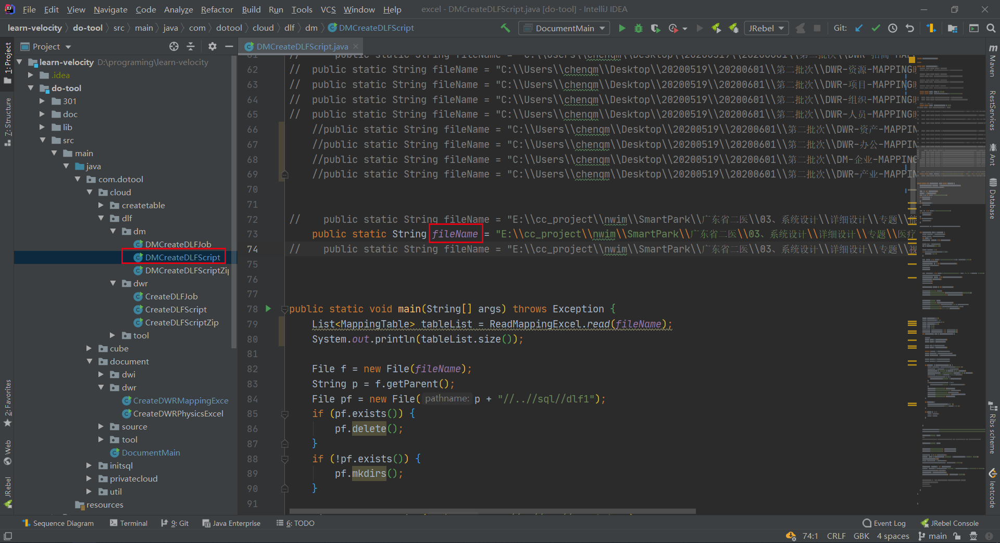 File Edit View Navigate Code Analyze Refactor Build Run Tools VCS Window Help excel - DMCreateDLFScript.java [do-tool] - IntelliJ IDEA
learn-velocity do-tool src main java com dotool cloud dlf dm DMCreateDLFScript DocumentMain JRebel Git:
Project
DMCreateDLFScript.java
learn-velocity D:\programing\learn-velocity
.idea
do-tool
301
doc
lib
src
main
java
com.dotool
cloud
createtable
dlf
dm
DMCreateDLFJob
DMCreateDLFScript
DMCreateDLFScriptZi
dwr
CreateDLFJob
CreateDLFScript
CreateDLFScriptZip
tool
cube
document
dwi
dwr
CreateDWRMappingExce
CreateDWRPhysicsExcel
source
tool
DocumentMain
initsql
privatecloud
util
resources
1: Project
7: Structure
2: Favorites
Web
JRebel
62 // public static String fileName = "C:\\Users\\chenqm\\Desktop\\20200519\\20200601\\第二批次\\DWR-资源-MAPPING
63 // public static String fileName = "C:\\Users\\chenqm\\Desktop\\20200519\\20200601\\第二批次\\DWR-项目-MAPPING
64 // public static String fileName = "C:\\Users\\chenqm\\Desktop\\20200519\\20200601\\第二批次\\DWR-组织-MAPPING
65 // public static String fileName = "C:\\Users\\chenqm\\Desktop\\20200519\\20200601\\第二批次\\DWR-人员-MAPPING
66 //public static String fileName = "C:\\Users\\chenqm\\Desktop\\20200519\\20200601\\第二批次\\DWR-资产-MAPPIN
67 //public static String fileName = "C:\\Users\\chenqm\\Desktop\\20200519\\20200601\\第二批次\\DWR-办公-MAPPIN
68 //public static String fileName = "C:\\Users\\chenqm\\Desktop\\20200519\\20200601\\第二批次\\DM-企业-MAPPING
69 //public static String fileName = "C:\\Users\\chenqm\\Desktop\\20200519\\20200601\\第二批次\\DWR-产业-MAPPIN
70
71
72 // public static String fileName = "E:\\cc_project\\nwim\\SmartPark\\广东省二医\\03、系统设计\\详细设计\\专题\\能
73 public static String fileName = "E:\\cc_project\\nwim\\SmartPark\\广东省二医\\03、系统设计\\详细设计\\专题\\医疗
74 // public static String fileName = "E:\\cc_project\\nwim\\SmartPark\\广东省二医\\03、系统设计\\详细设计\\专题\\视
75
76
77
78 public static void main(String[] args) throws Exception {
79 List<MappingTable> tableList = ReadMappingExcel.read(fileName);
80 System.out.println(tableList.size());
81
82 File f = new File(fileName);
83 String p = f.getParent();
84 File pf = new File( pathname: p + "//..//sql//dlf1");
85 if (pf.exists()) {
86 pf.delete();
87 }
88 if (!pf.exists()) {
89 pf.mkdirs();
90 }
91
Maven
RestServices
Ant
Database
Ribs scheme
leetcode
Sequence Diagram Terminal 9: Git Java Enterprise 6: TODO Event Log JRebel Console
74:1 CRLF GBK 4 spaces main